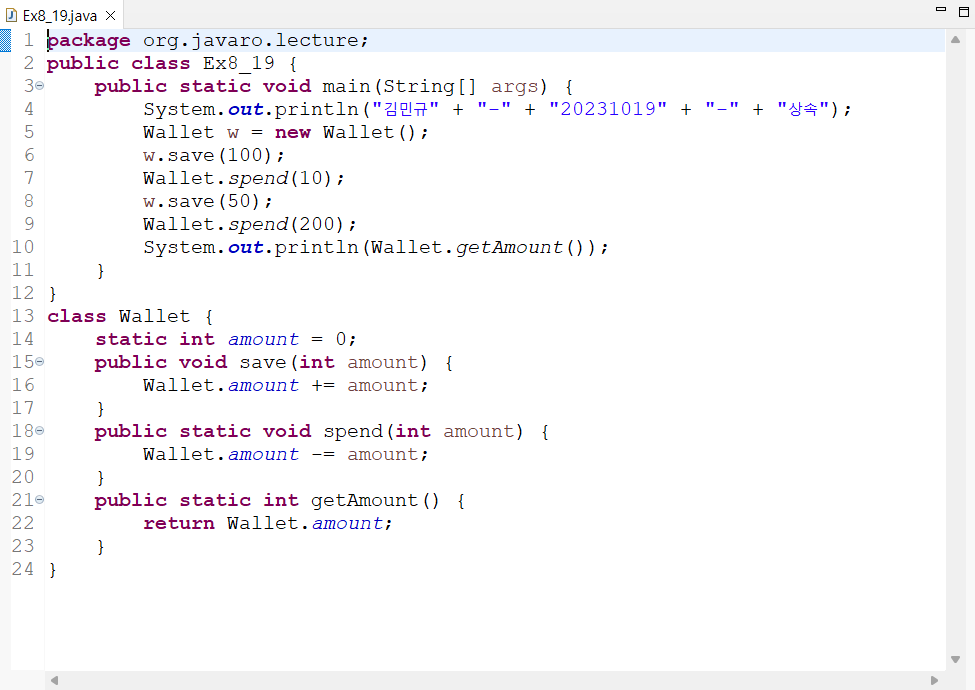 Ex8_19.java
1 package org.javaro.lecture;
2 public class Ex8_19 {
3 public static void main(String[] args) {
4 System.out.println("김민규" + "-" + "20231019" + "-" + "상속");
5 Wallet w = new Wallet();
6 w.save(100);
7 Wallet.spend(10);
8 w.save(50);
9 Wallet.spend(200);
10 System.out.println(Wallet.getAmount());
11 }
12 }
13 class Wallet {
14 static int amount = 0;
15 public void save(int amount) {
16 Wallet.amount += amount;
17 }
18 public static void spend(int amount) {
19 Wallet.amount -= amount;
20 }
21 public static int getAmount() {
22 return Wallet.amount;
23 }
24 }